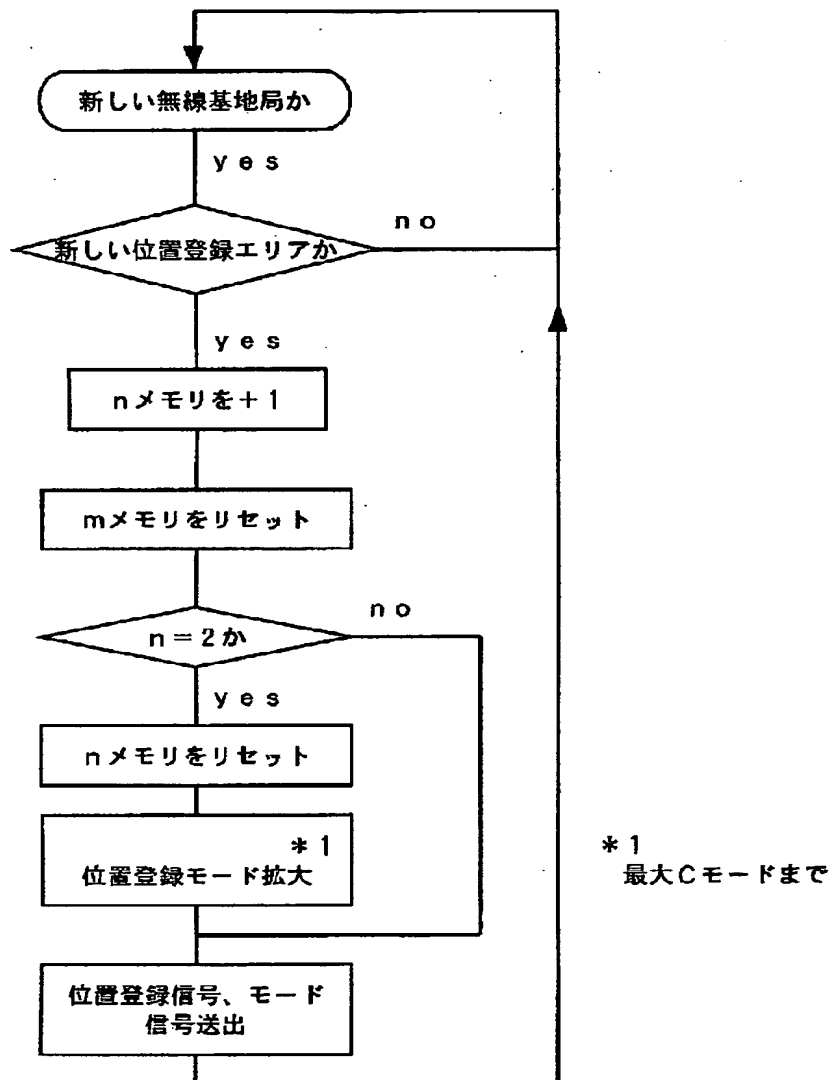 新しい無線基地局か
yes
no
新しい位置登録エリアか
yes
nメモリを+1
mメモリをリセット
no
n=2か
yes
nメモリをリセット
*1
位置登録モード拡大
*1
最大Cモードまで
位置登録信号、モード
信号送出